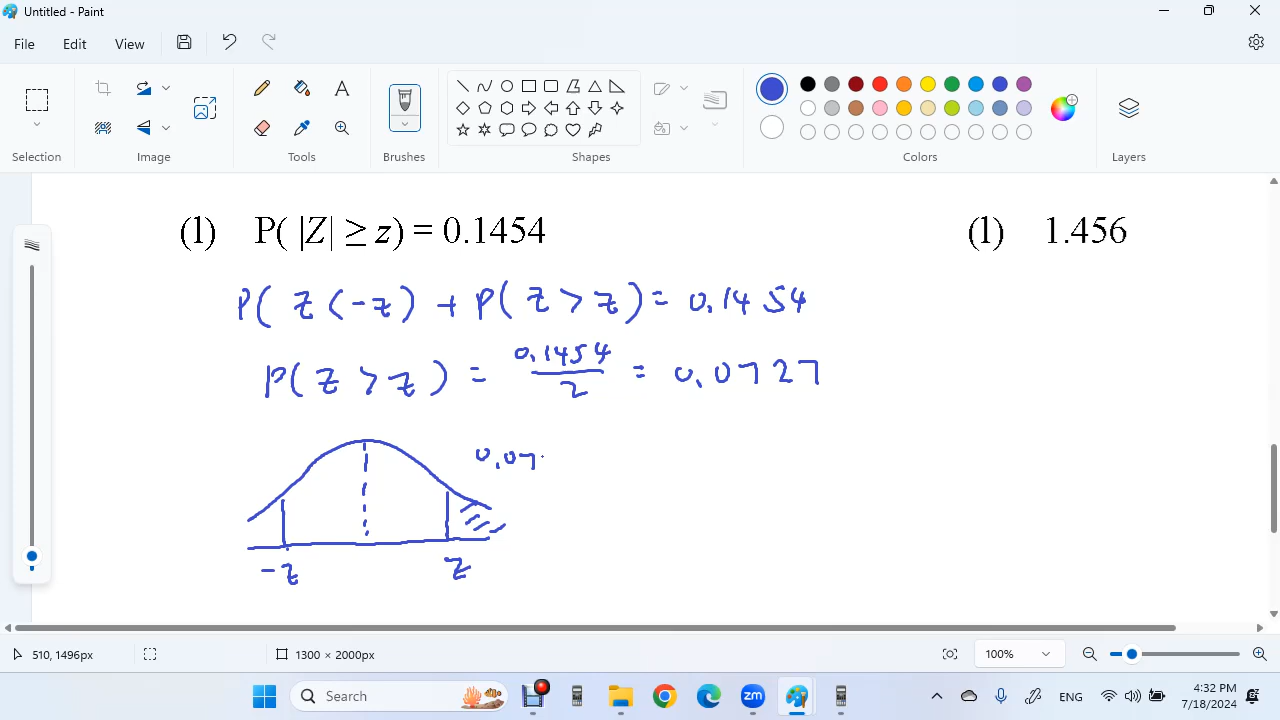 Untitled - Paint
File Edit View
Selection Image Tools Brushes Shapes Colors Layers
(l) P( |Z| ≥ z) = 0.1454 (l) 1.456
P( Z < -z) + P( Z > z) = 0.1454
P( Z > z ) = 0.1454/2 = 0.0727
0.07
-z z
510, 1496px 1300 × 2000px 100%
Search ENG 4:32 PM
7/18/2024